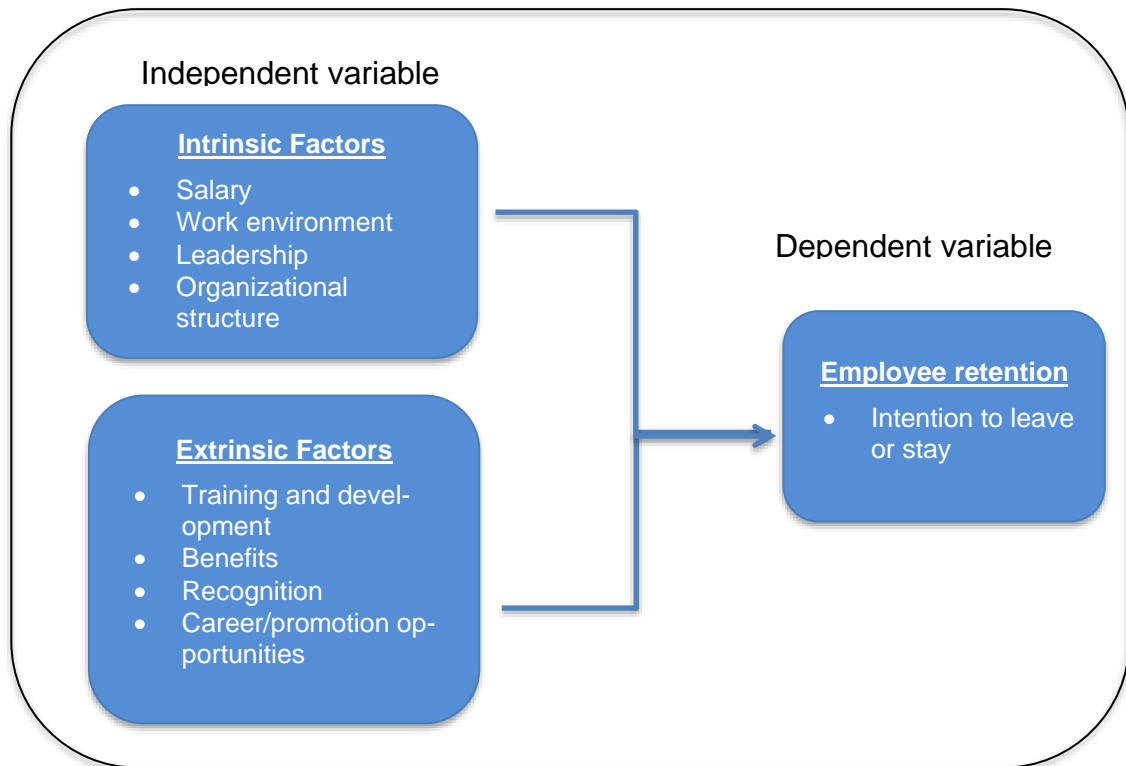 Independent variable
Intrinsic Factors
• Salary
• Work environment
• Leadership
• Organizational
structure
Dependent variable
Employee retention
• Intention to leave
or stay
Extrinsic Factors
• Training and devel-
opment
• Benefits
• Recognition
• Career/promotion op-
portunities